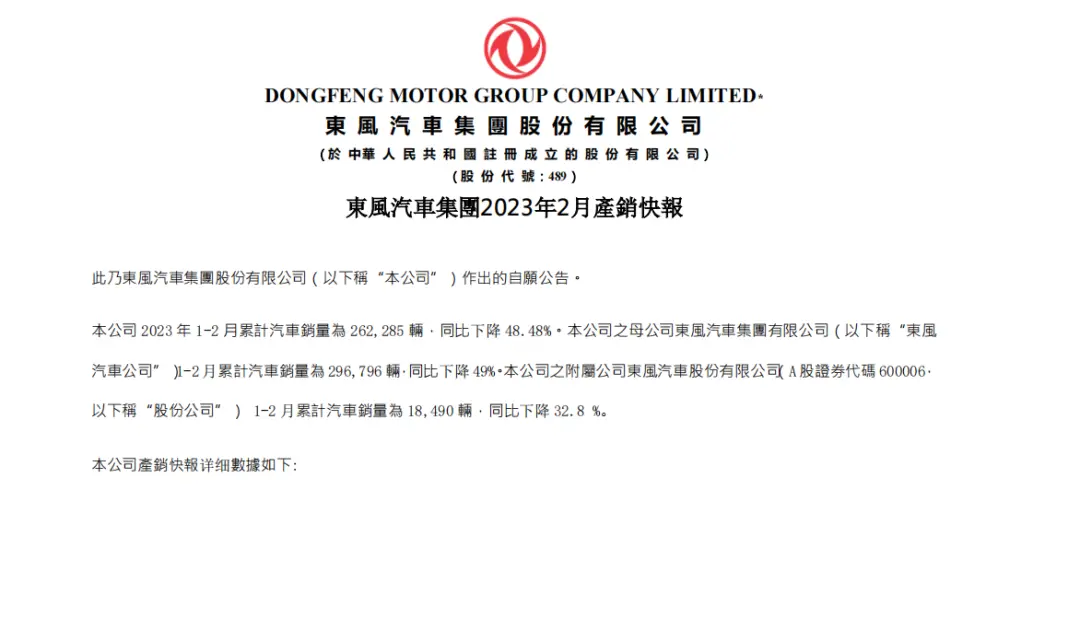 DONGFENG MOTOR GROUP COMPANY LIMITED*
東風汽車集團股份有限公司
(於中華人民共和國註冊成立的股份有限公司)
(股份代號:489)
東風汽車集團2023年2月產銷快報
此乃東風汽車集團股份有限公司(以下稱“本公司”)作出的自願公告。
本公司 2023 年 1-2 月累計汽車銷量為 262,285 輛,同比下降 48.48%。本公司之母公司東風汽車集團有限公司(以下稱“東風
汽車公司”)1-2 月累計汽車銷量為 296,796 輛,同比下降 49%。本公司之附屬公司東風汽車股份有限公司(A 股證券代碼 600006,
以下稱“股份公司”) 1-2 月累計汽車銷量為 18,490 輛,同比下降 32.8 %。
本公司產銷快報详细數據如下: